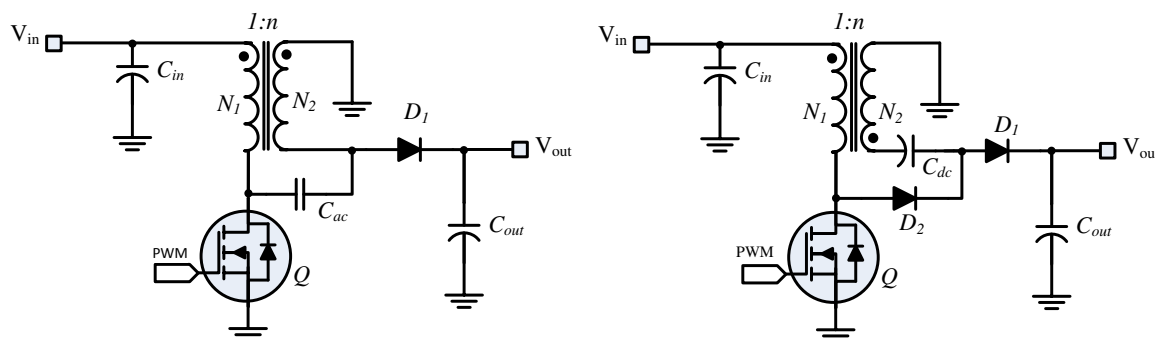 1:n
V_in
C_in
N_1
N_2
D_1
V_out
C_ac
C_out
PWM
Q
1:n
V_in
C_in
N_1
N_2
D_1
V_ou
C_dc
D_2
C_out
PWM
Q